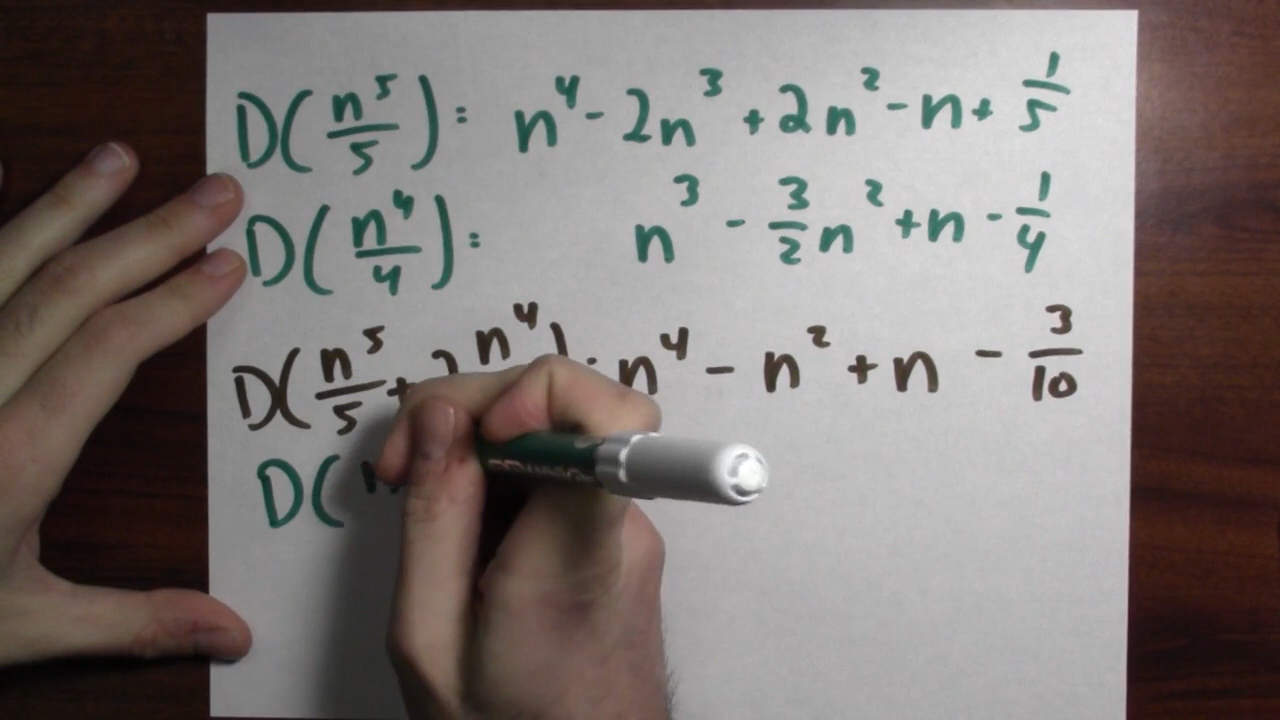 D(n⁵/5) : n⁴ - 2n³ + 2n² - n + 1/5
D(n⁴/4) : n³ - 3/2 n² + n - 1/4
D(n⁵/5 + 2 n⁴ ) : n⁴ - n² + n - 3/10
D(